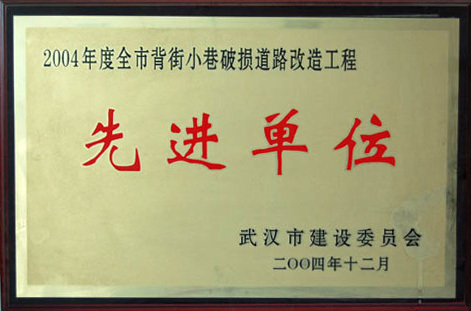 2004年度全市背街小巷破损道路改造工程
先进单位
武汉市建设委员会
二〇〇四年十二月